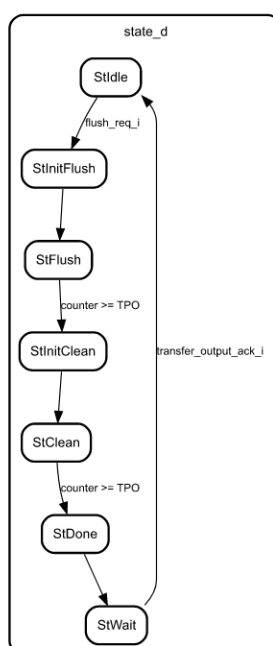 state_d
StIdle
flush_req_i
StInitFlush
StFlush
counter >= TPO
StInitClean
transfer_output_ack_i
StClean
counter >= TPO
StDone
StWait